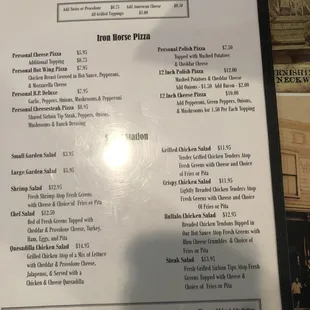 Add Swiss or Provolone $0.75 Add American Cheese $0.50
All Grilled Toppings $1.00
Iron Horse Pizza
Personal Cheese Pizza $5.95
Additional Topping $0.75
Personal Hot Wing Pizza $7.95
Chicken Breast Covered in Hot Sauce, Pepperoni,
& Mozzarella Cheese
Personal R.P. Deluxe $7.95
Garlic, Peppers, Onions, Mushrooms & Pepperoni
Personal Cheesesteak Pizza $8.95
Shaved Sirloin Tip Steak, Peppers, Onions,
Mushrooms & Ranch Dressing
Personal Polish Pizza $7.50
Topped with Mashed Potatoes
& Cheddar Cheese
12 Inch Polish Pizza $12.00
Mashed Potatoes & Cheddar Cheese
Add Onions - $1.50 Add Bacon - $2.00
12 Inch Cheese Pizza $10.00
Add Pepperoni, Green Peppers, Onions,
& Mushrooms for 1.50 Per Each Topping
Station
Small Garden Salad $3.95
Large Garden Salad $5.95
Shrimp Salad $12.95
Fresh Shrimp Atop Fresh Greens
with Cheese & Choice of Fries or Pita
Chef Salad $12.50
Bed of Fresh Greens Topped with
Cheddar & Provolone Cheese, Turkey,
Ham, Eggs, and Pita
Quesadilla Chicken Salad $14.95
Grilled Chicken Atop of a Mix of Lettuce
with Cheddar & Provolone Cheese,
Jalapenos, & Served with a
Chicken & Cheese Quesadilla
Grilled Chicken Salad $11.95
Tender Grilled Chicken Tenders Atop
Fresh Greens with Cheese and Choice
of Fries or Pita
Crispy Chicken Salad $11.95
Lightly Breaded Chicken Tenders Atop
Fresh Greens with Cheese and Choice
Of Fries or Pita
Buffalo Chicken Salad $12.95
Breaded Chicken Tenders Dipped in
Our Hot Sauce Atop Fresh Greens with
Bleu Cheese Crumbles & Choice of
Fries or Pita
Steak Salad $13.95
Fresh Grilled Sirloin Tips Atop Fresh
Greens Topped with Cheese &
Choice of Fries or Pita
NISHI
NECKW